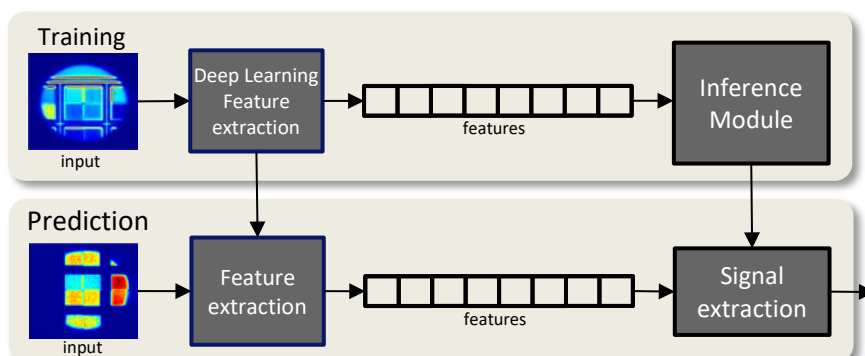 Training
Deep Learning
Feature
extraction
Inference
Module
features
input
Prediction
Feature
extraction
Signal
extraction
features
input